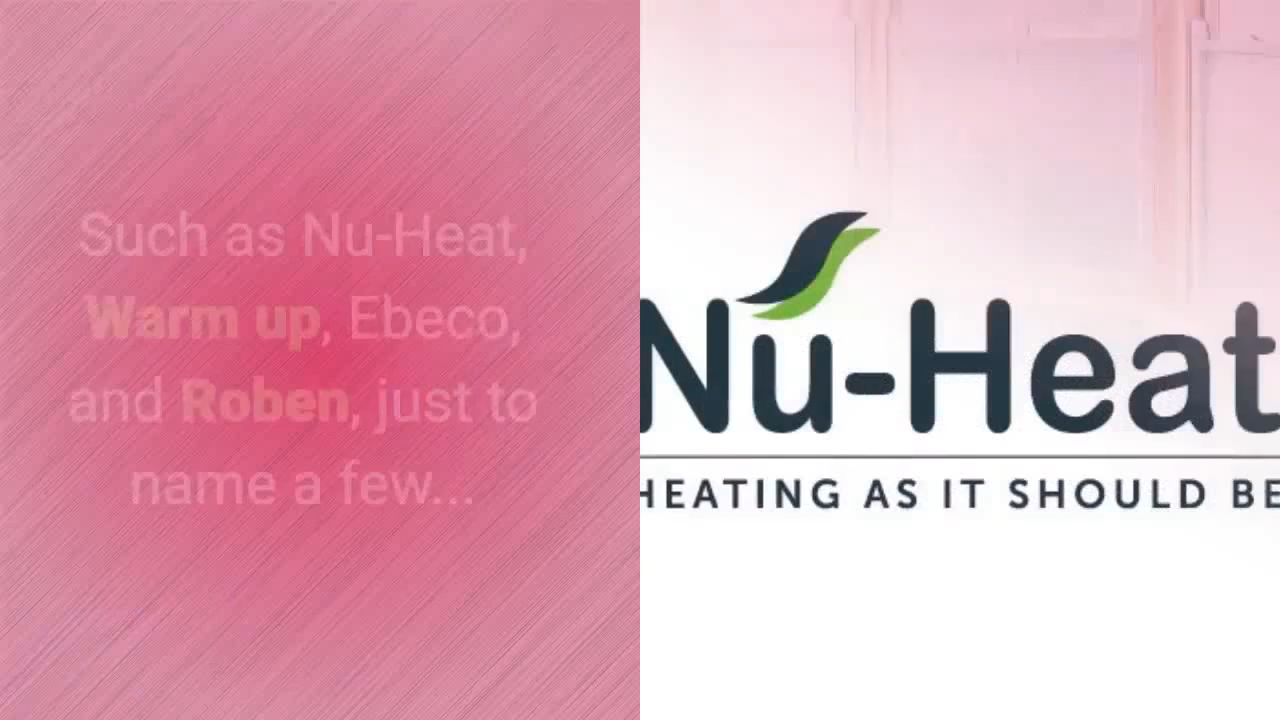 Such as Nu-Heat,
Warm up, Ebeco,
and Roben, just to
name a few...
Nu-Heat
HEATING AS IT SHOULD BE